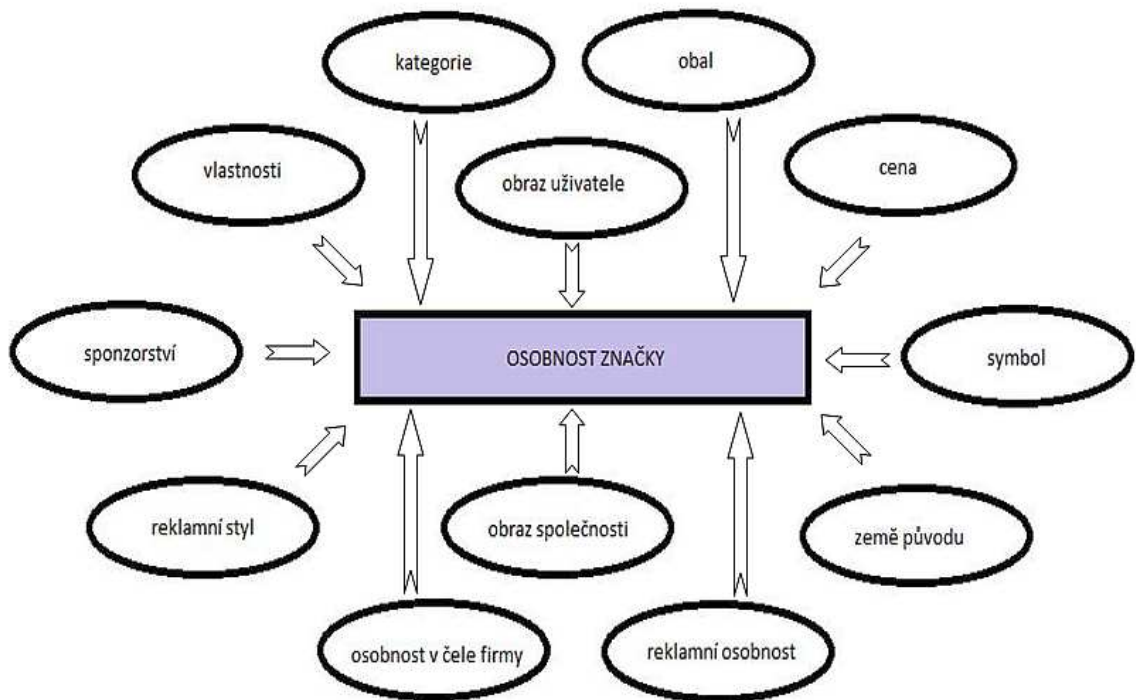 kategorie
obal
vlastnosti
obraz uživatele
cena
sponzorství
OSOBNOST ZNAČKY
symbol
reklamní styl
obraz společnosti
země původu
osobnost v čele firmy
reklamní osobnost